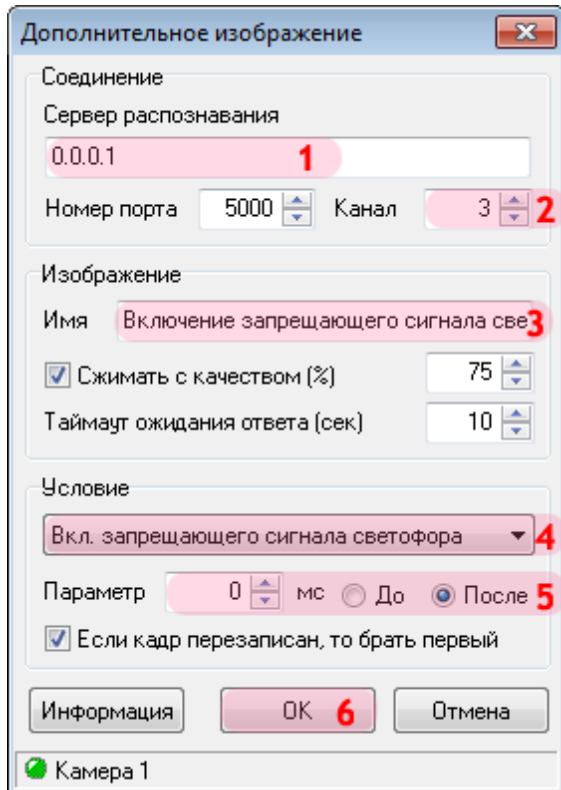 Дополнительное изображение
Соединение
Сервер распознавания
0.0.0.1 1
Номер порта 5000 Канал 3 2
Изображение
Имя Включение запрещающего сигнала све 3
Сжимать с качеством (%) 75
Таймаут ожидания ответа (сек) 10
Условие
Вкл. запрещающего сигнала светофора 4
Параметр 0 мс До После 5
Если кадр перезаписан, то брать первый
Информация OK 6 Отмена
Камера 1